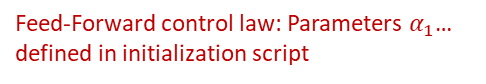 Feed-Forward control law: Parameters α₁...
defined in initialization script